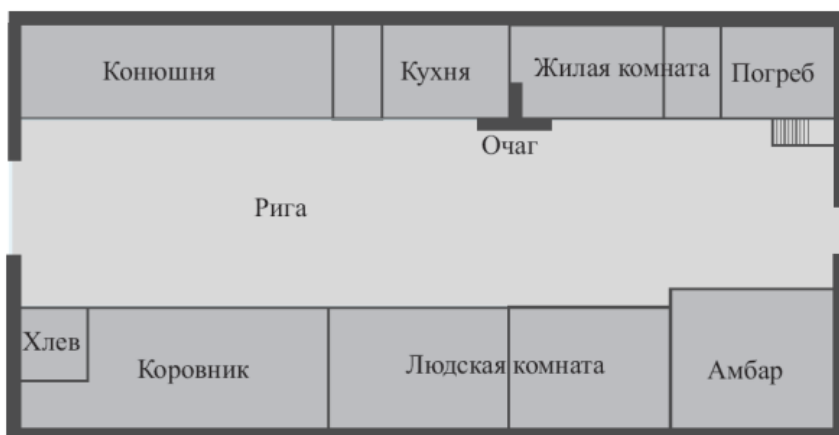 Конюшня
Кухня
Жилая комната
Погреб
Очаг
Рига
Хлев
Коровник
Людская комната
Амбар